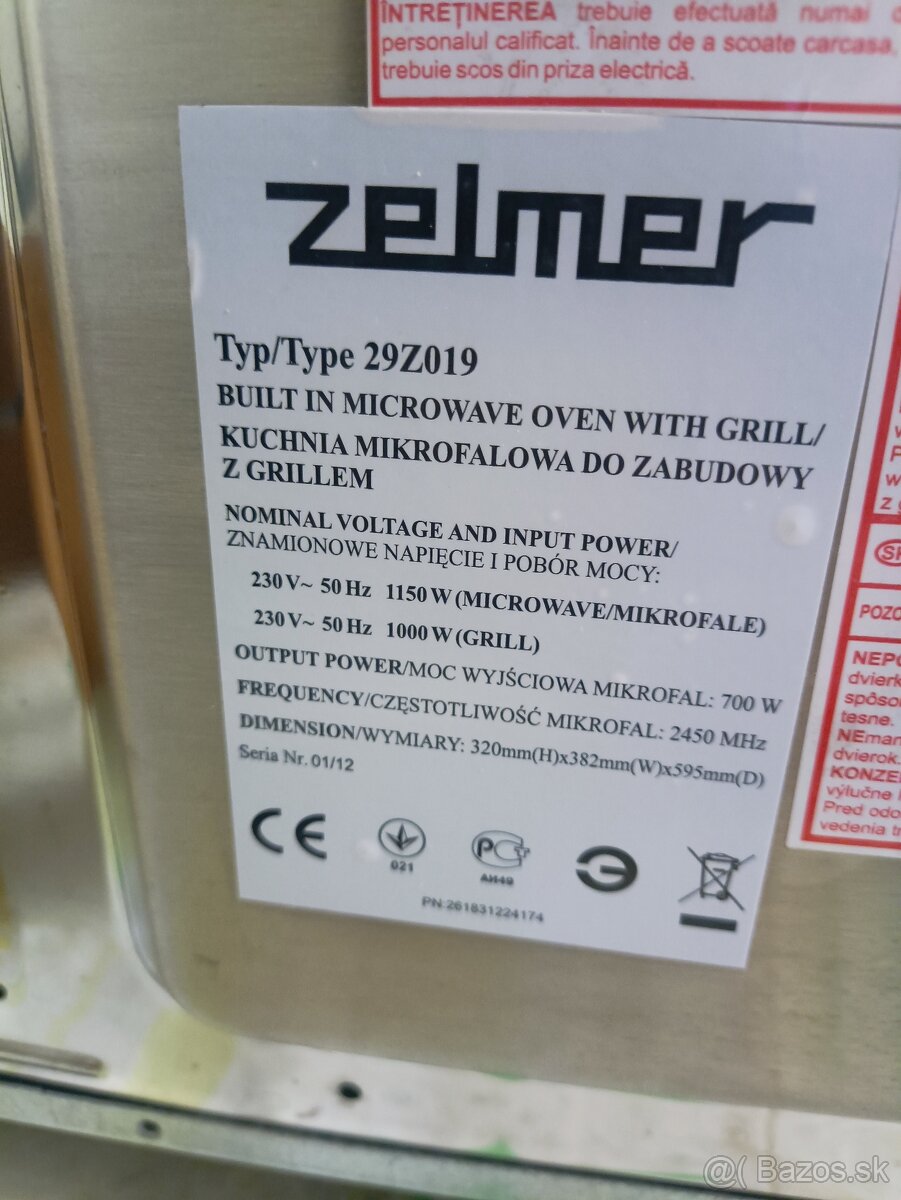 ÎNTREȚINEREA trebuie efectuată numai
personalul calificat. Înainte de a scoate carcasa,
trebuie scos din priza electrică.
zelmer
Typ/Type 29Z019
BUILT IN MICROWAVE OVEN WITH GRILL/
KUCHNIA MIKROFALOWA DO ZABUDOWY
Z GRILLEM
NOMINAL VOLTAGE AND INPUT POWER/
ZNAMIONOWE NAPIĘCIE I POBÓR MOCY:
230 V~ 50 Hz 1150 W (MICROWAVE/MIKROFALE)
230 V~ 50 Hz 1000 W (GRILL)
OUTPUT POWER/MOC WYJŚCIOWA MIKROFAL: 700 W
FREQUENCY/CZĘSTOTLIWOŚĆ MIKROFAL: 2450 MHz
DIMENSION/WYMIARY: 320mm(H)x382mm(W)x595mm(D)
Seria Nr. 01/12
CE
021
АИ49
PN:261831224174
SK
POZO
NEPO
dvierk
spôso
tesne.
NEman
dvierok.
KONZE
výlučne
Pred odo
vedenia
@( Bazos.sk